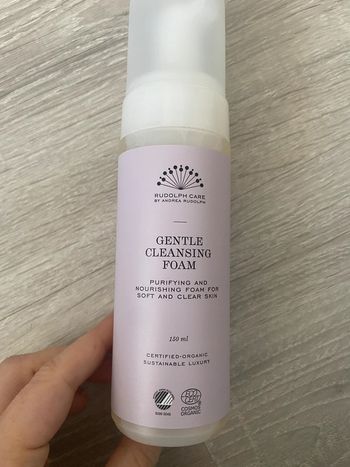 RUDOLPH CARE
BY ANDREA RUDOLPH
GENTLE
CLEANSING
FOAM
PURIFYING AND
NOURISHING FOAM FOR
SOFT AND CLEAR SKIN
150 ml
CERTIFIED-ORGANIC
SUSTAINABLE LUXURY
COSMOS
ORGANIC